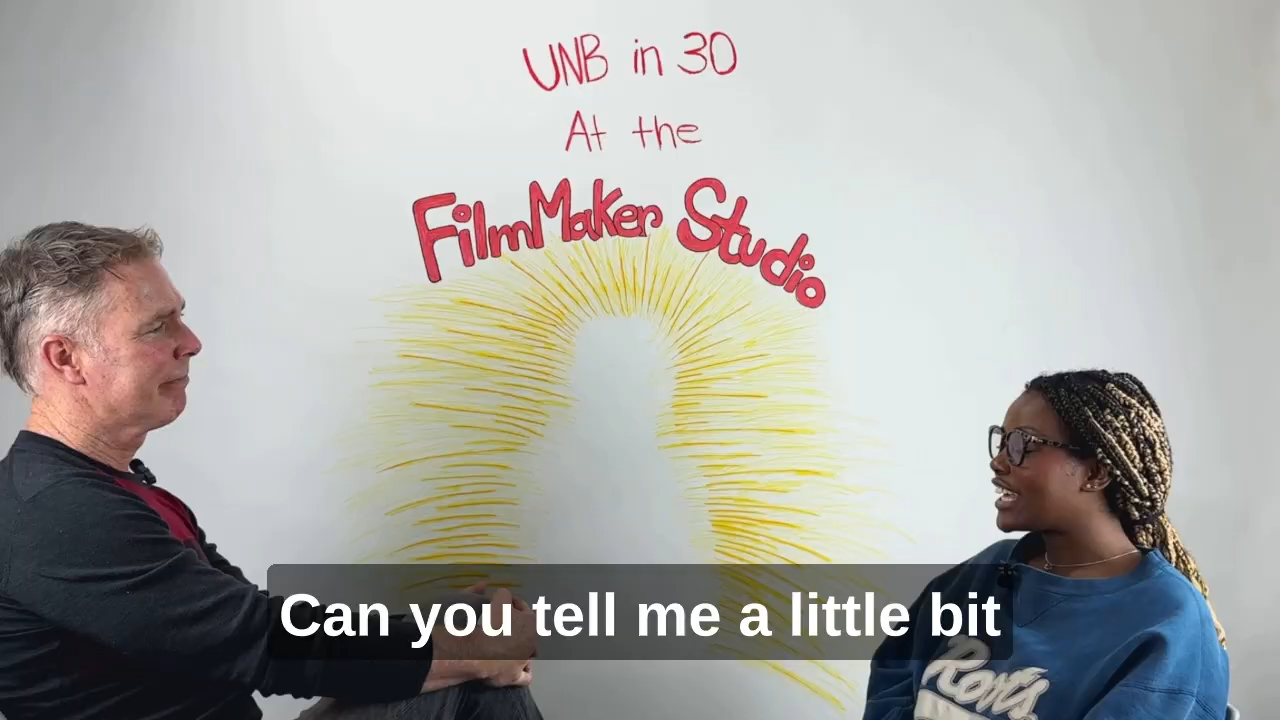 UNB in 30
At the
FilmMaker Studio
Can you tell me a little bit
Roots